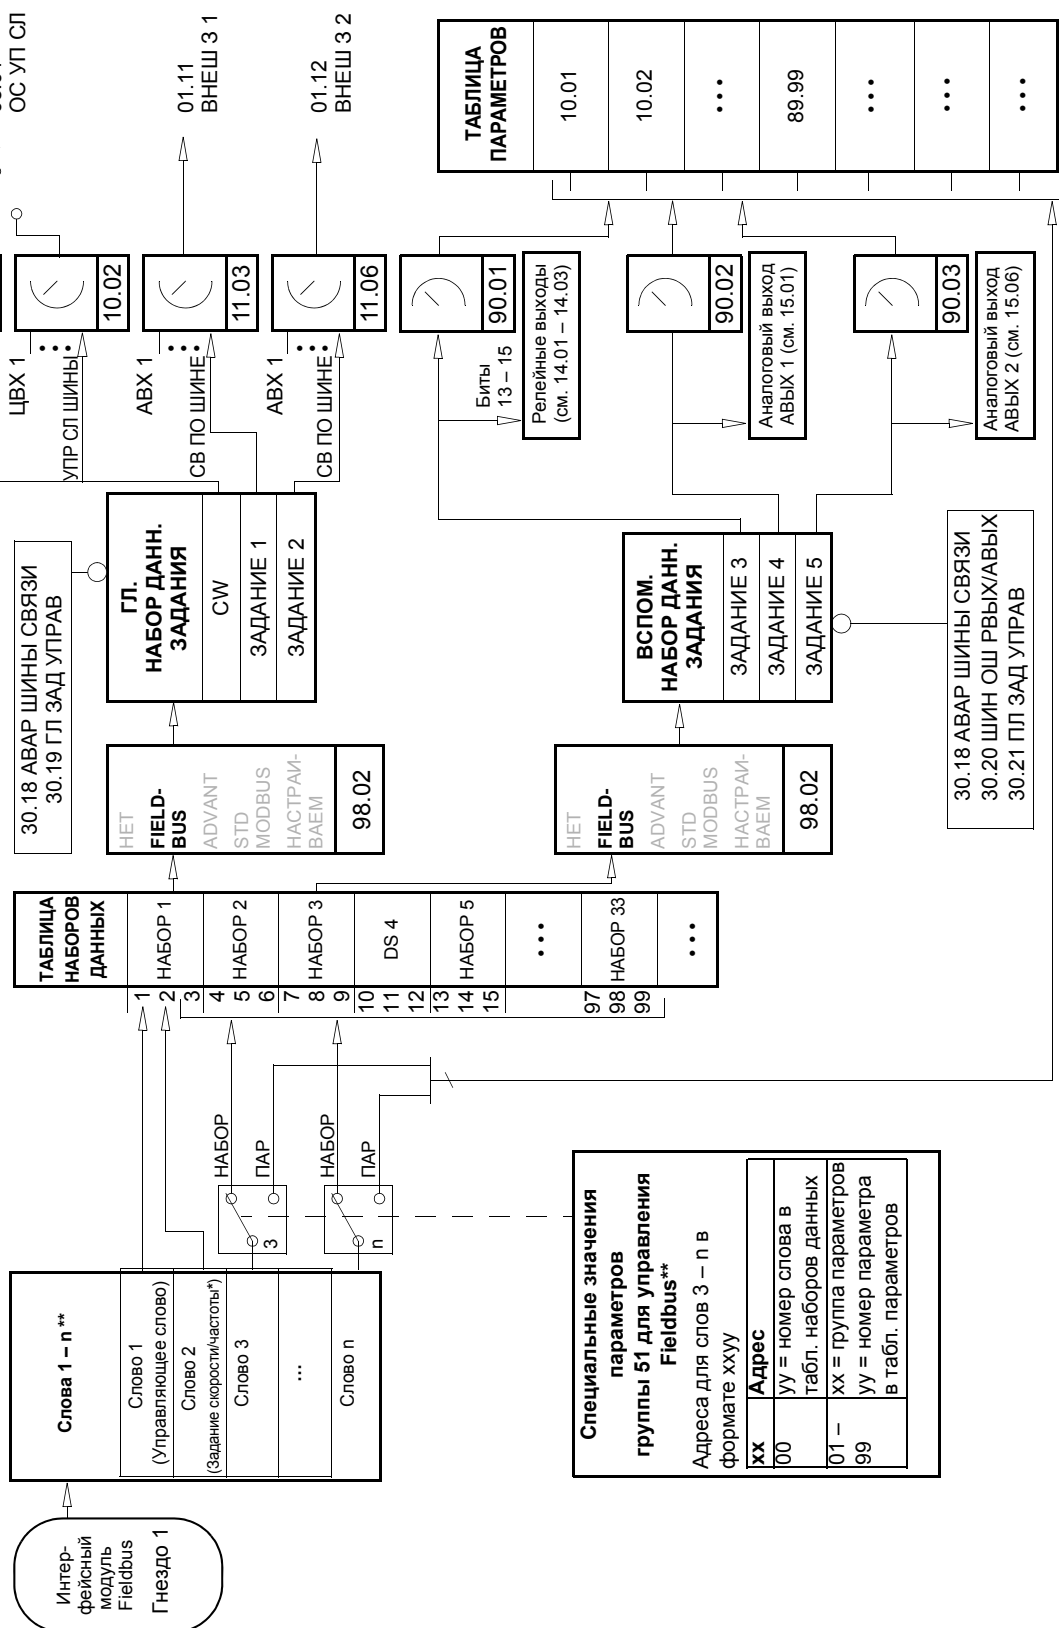 Интер-
фейсный
модуль
Fieldbus
Гнездо 1
Слова 1 – n **
Слово 1
(Управляющее слово)
Слово 2
(Задание скорости/частоты*)
Слово 3
...
Слово n
НАБОР
ПАР
3
НАБОР
ПАР
n
Специальные значения
параметров
группы 51 для управления
Fieldbus**
Адреса для слов 3 – n в
формате xxyy
xx Адрес
00 yy = номер слова в
табл. наборов данных
01 – xx = группа параметров
99 yy = номер параметра
в табл. параметров
ТАБЛИЦА
НАБОРОВ
ДАННЫХ
1
2 НАБОР 1
3
4
5 НАБОР 2
6
7
8 НАБОР 3
9
10
11 DS 4
12
13
14 НАБОР 5
15
•••
97
98 НАБОР 33
99
•••
НЕТ
FIELD-
BUS
ADVANT
STD
MODBUS
НАСТРАИ-
ВАЕМ
98.02
НЕТ
FIELD-
BUS
ADVANT
STD
MODBUS
НАСТРАИ-
ВАЕМ
98.02
30.18 АВАР ШИНЫ СВЯЗИ
30.19 ГЛ ЗАД УПРАВ
ГЛ.
НАБОР ДАНН.
ЗАДАНИЯ
CW
ЗАДАНИЕ 1
ЗАДАНИЕ 2
ВСПОМ.
НАБОР ДАНН.
ЗАДАНИЯ
ЗАДАНИЕ 3
ЗАДАНИЕ 4
ЗАДАНИЕ 5
30.18 АВАР ШИНЫ СВЯЗИ
30.20 ШИН ОШ РВЫХ/АВЫХ
30.21 ПЛ ЗАД УПРАВ
ЦВХ 1
•••
УПР СЛ ШИНЫ
10.02
ОС УП СЛ
АВХ 1
•••
СВ ПО ШИНЕ
11.03
01.11
ВНЕШ З 1
АВХ 1
•••
СВ ПО ШИНЕ
11.06
01.12
ВНЕШ З 2
90.01
Биты
13 – 15
Релейные выходы
(см. 14.01 – 14.03)
90.02
Аналоговый выход
АВЫХ 1 (см. 15.01)
90.03
Аналоговый выход
АВЫХ 2 (см. 15.06)
ТАБЛИЦА
ПАРАМЕТРОВ
10.01
10.02
•••
89.99
•••
•••
•••